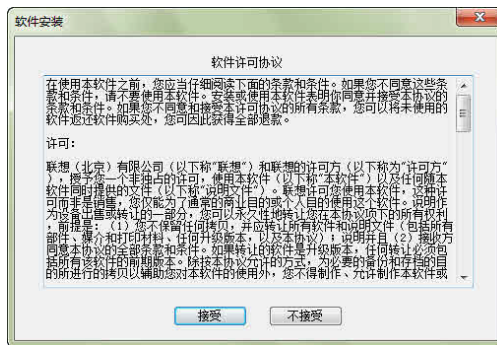 软件安装
软件许可协议
在使用本软件之前，您应当仔细阅读下面的条款和条件。如果您不同意这些条
款和条件，请不要使用本软件。安装或使用本软件表明你同意并接受本协议的
条款和条件。如果您不同意和接受本许可协议的所有条款，您可以将未使用的
软件返还软件购买处，您可因此获得全部退款。
许可：
联想（北京）有限公司（以下称“联想”）和联想的许可方（以下称为“许可方”
），授予您一个非独占的许可，使用本软件（以下称“本软件”）以及任何随本
软件同时提供的文件（以下称“说明文件”）。联想许可您使用本软件，这种许
可而非是销售，您仅能为了通常的商业目的或个人目的使用这个软件。说明作
为设备出售或转让的一部分，您可以永久性地转让您在本协议项下的所有权利
，前提是：（1）您不保留任何拷贝，并应转让所有软件和说明文件（包括所有
部件、媒介和打印材料、任何升级版本，以及本协议）；说明并且（2）接收方
同意本协议的全部条款和条件。如果转让的软件是升级版本，任何转让必须包
括所有该软件的前期版本。除按本协议允许的方式，为必要的备份和存档的目
的所进行的拷贝以辅助您对本软件的使用外，您不得制作、允许制作本软件或
接受
不接受